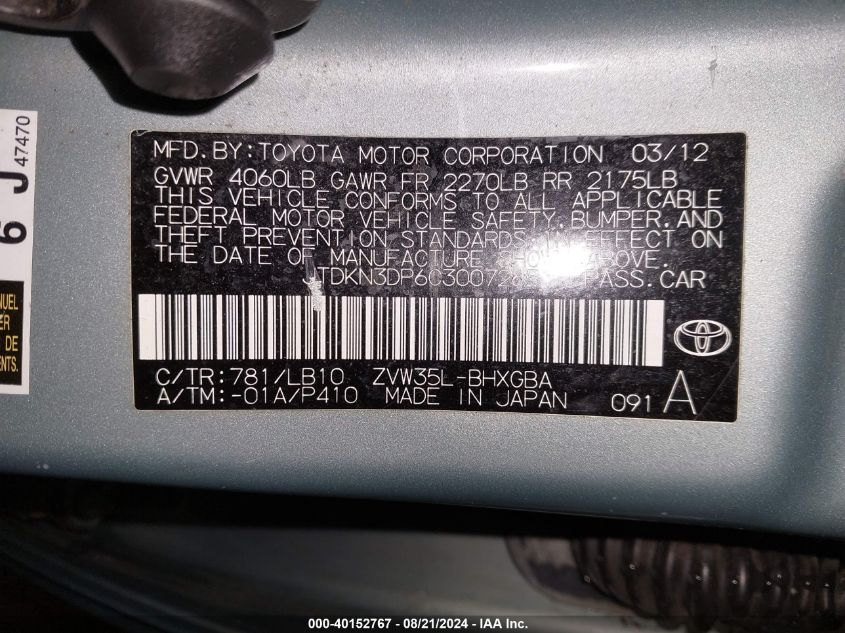 MFD. BY: TOYOTA MOTOR CORPORATION 03/12
GVWR 4060LB GAWR FR 2270LB RR 2175LB
THIS VEHICLE CONFORMS TO ALL APPLICABLE
FEDERAL MOTOR VEHICLE SAFETY, BUMPER, AND
THEFT PREVENTION STANDARDS IN EFFECT ON
THE DATE OF MANUFACTURE SHOWN ABOVE.
PASS. CAR
C/TR: 781/LB10 ZVW35L-BHXGBA
A/TM: -01A/P410 MADE IN JAPAN 091 A
6 J 47470
DE
000-40152767 - 08/21/2024 - IAA Inc.